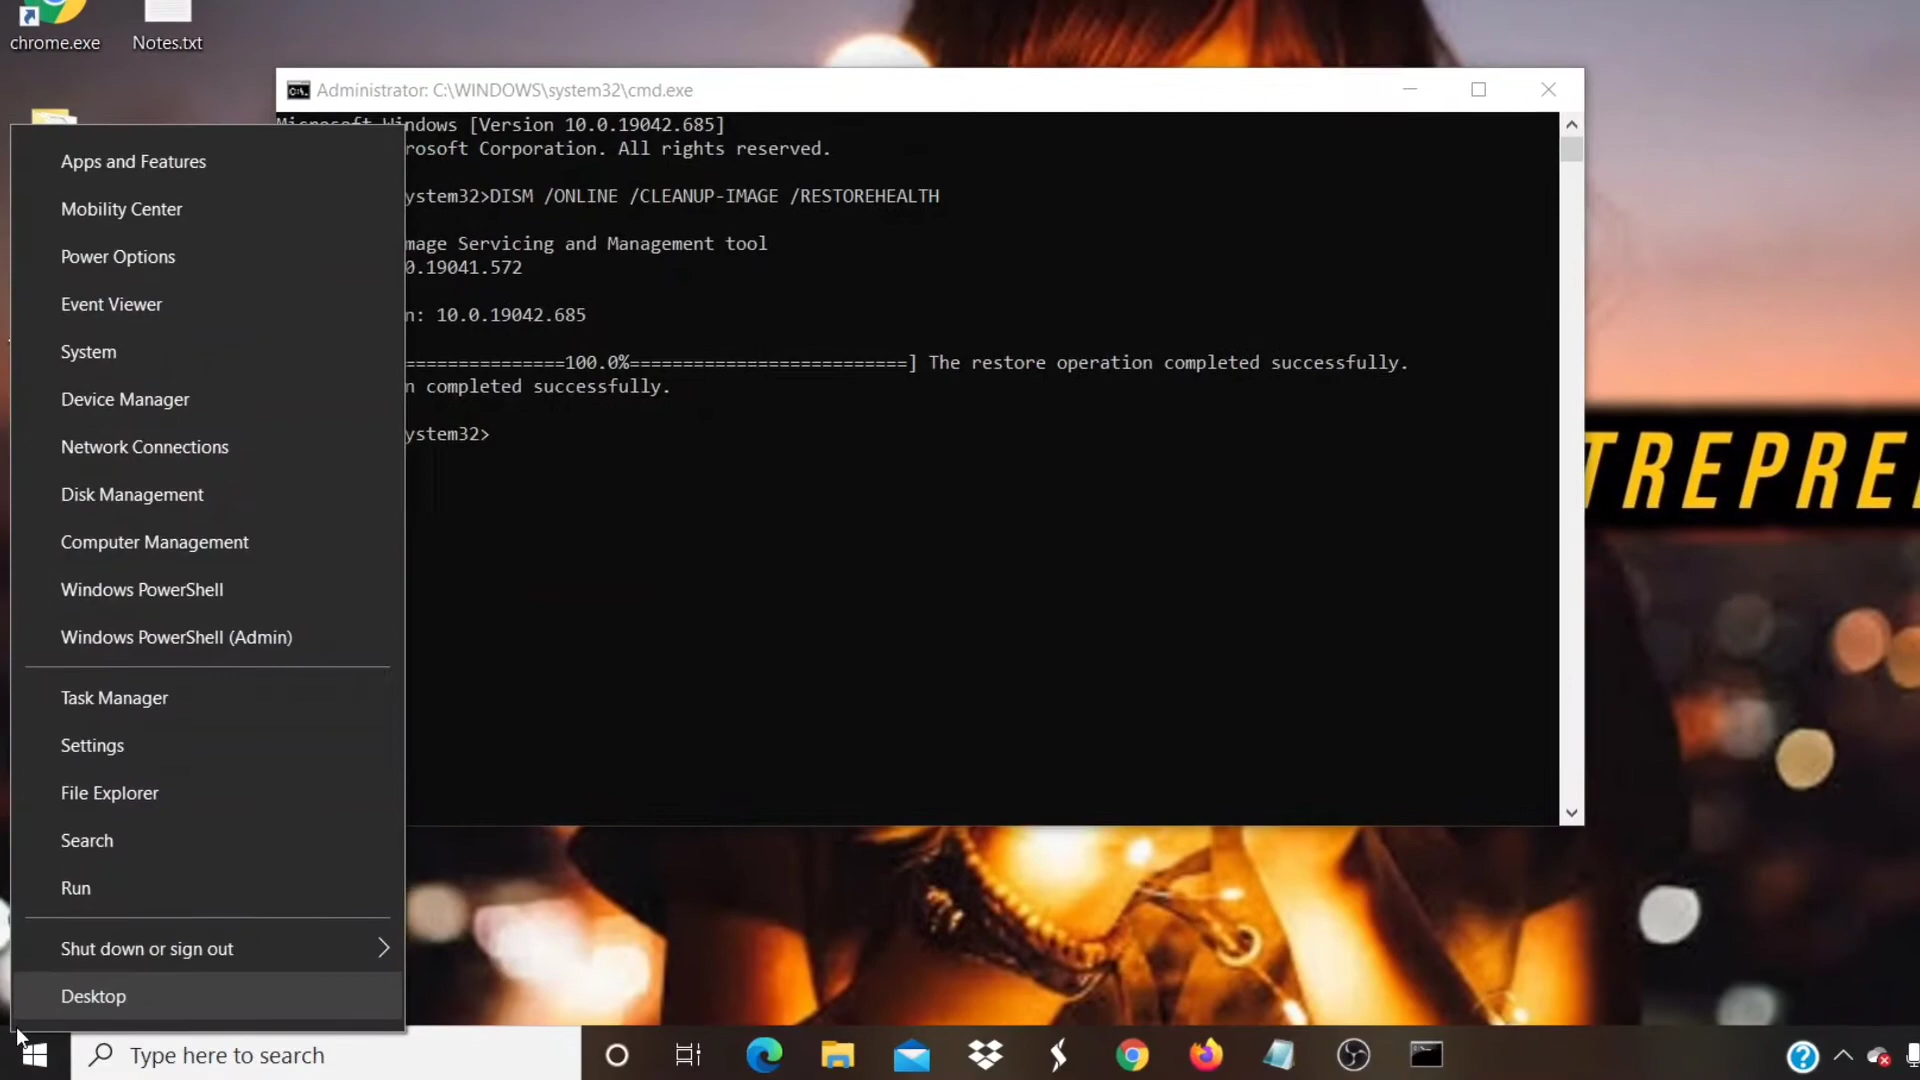 chrome.exe
Notes.txt
Administrator: C:\WINDOWS\system32\cmd.exe
Microsoft Windows [Version 10.0.19042.685]
rosoft Corporation. All rights reserved.
ystem32>DISM /ONLINE /CLEANUP-IMAGE /RESTOREHEALTH
mage Servicing and Management tool
0.19041.572
n: 10.0.19042.685
===============100.0%==========================] The restore operation completed successfully.
n completed successfully.
ystem32>
Apps and Features
Mobility Center
Power Options
Event Viewer
System
Device Manager
Network Connections
Disk Management
Computer Management
Windows PowerShell
Windows PowerShell (Admin)
Task Manager
Settings
File Explorer
Search
Run
Shut down or sign out
Desktop
TREPRE
Type here to search